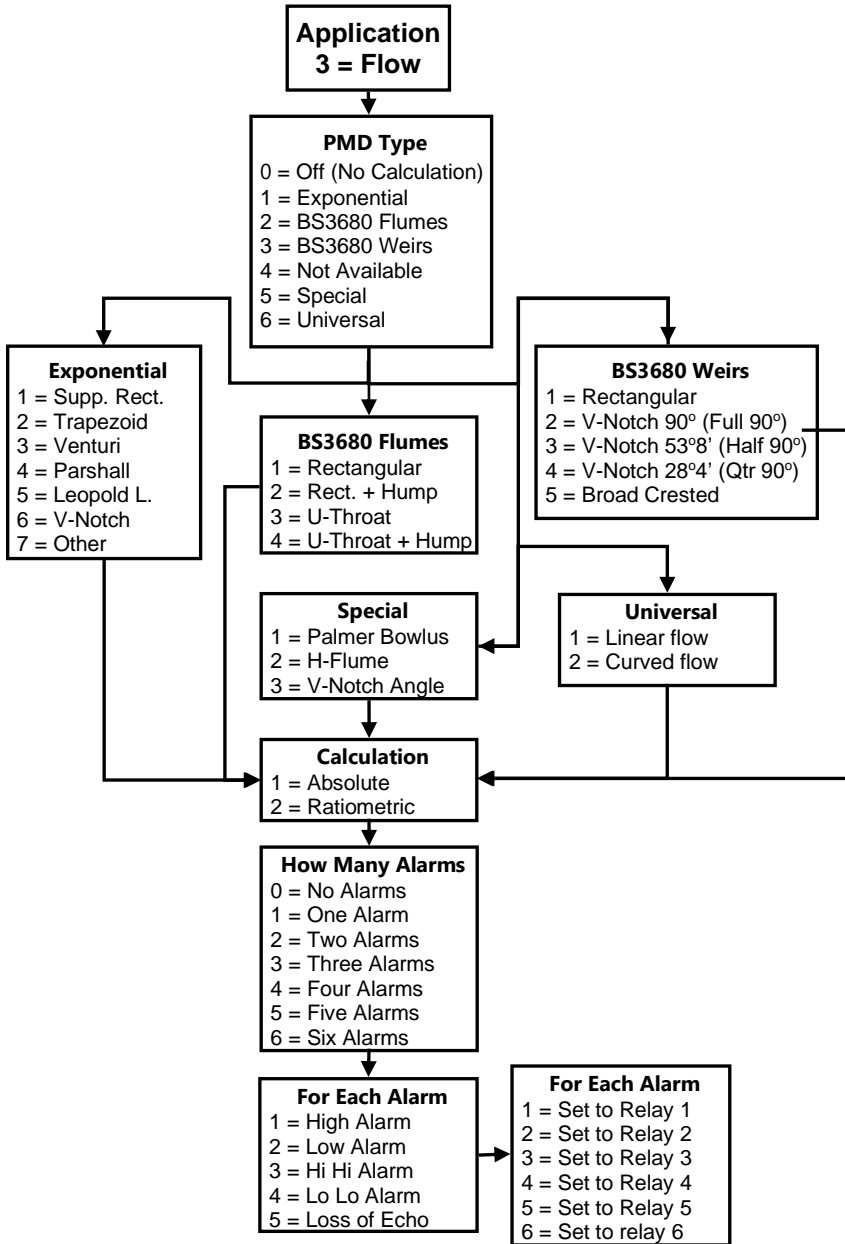 Application
3 = Flow
PMD Type
0 = Off (No Calculation)
1 = Exponential
2 = BS3680 Flumes
3 = BS3680 Weirs
4 = Not Available
5 = Special
6 = Universal
Exponential
1 = Supp. Rect.
2 = Trapezoid
3 = Venturi
4 = Parshall
5 = Leopold L.
6 = V-Notch
7 = Other
BS3680 Flumes
1 = Rectangular
2 = Rect. + Hump
3 = U-Throat
4 = U-Throat + Hump
BS3680 Weirs
1 = Rectangular
2 = V-Notch 90º (Full 90º)
3 = V-Notch 53º8’ (Half 90º)
4 = V-Notch 28º4’ (Qtr 90º)
5 = Broad Crested
Special
1 = Palmer Bowlus
2 = H-Flume
3 = V-Notch Angle
Universal
1 = Linear flow
2 = Curved flow
Calculation
1 = Absolute
2 = Ratiometric
How Many Alarms
0 = No Alarms
1 = One Alarm
2 = Two Alarms
3 = Three Alarms
4 = Four Alarms
5 = Five Alarms
6 = Six Alarms
For Each Alarm
1 = High Alarm
2 = Low Alarm
3 = Hi Hi Alarm
4 = Lo Lo Alarm
5 = Loss of Echo
For Each Alarm
1 = Set to Relay 1
2 = Set to Relay 2
3 = Set to Relay 3
4 = Set to Relay 4
5 = Set to Relay 5
6 = Set to relay 6